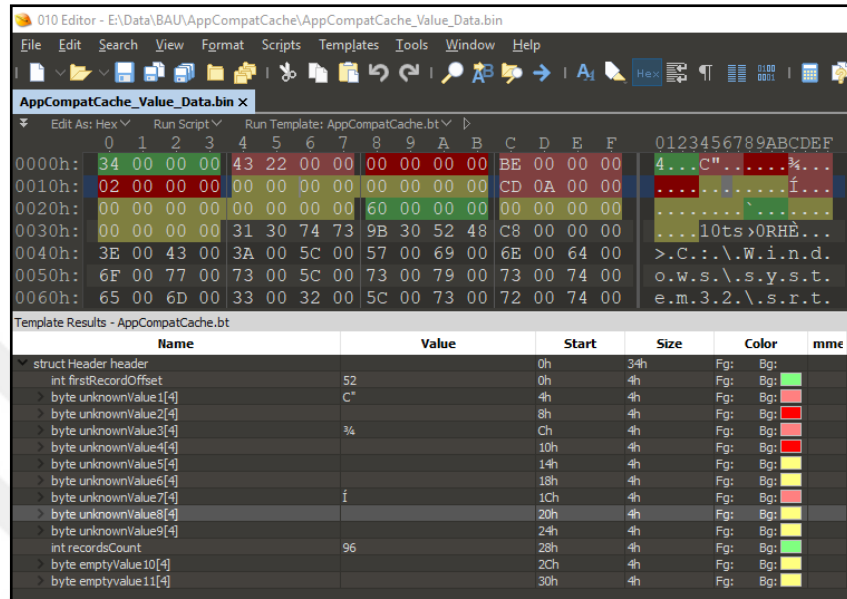 010 Editor - E:\Data\BAU\AppCompatCache\AppCompatCache_Value_Data.bin
File Edit Search View Format Scripts Templates Tools Window Help
Hex
AppCompatCache_Value_Data.bin ×
Edit As: Hex Run Script Run Template: AppCompatCache.bt
0 1 2 3 4 5 6 7 8 9 A B C D E F 0123456789ABCDEF
0000h: 34 00 00 00 43 22 00 00 00 00 00 00 BE 00 00 00 4...C".......¾...
0010h: 02 00 00 00 00 00 00 00 00 00 00 00 CD 0A 00 00 ............Í...
0020h: 00 00 00 00 00 00 00 00 60 00 00 00 00 00 00 00 ........`.......
0030h: 00 00 00 00 31 30 74 73 9B 30 52 48 C8 00 00 00 ....10ts›0RHÈ...
0040h: 3E 00 43 00 3A 00 5C 00 57 00 69 00 6E 00 64 00 >.C.:.\.W.i.n.d.
0050h: 6F 00 77 00 73 00 5C 00 73 00 79 00 73 00 74 00 o.w.s.\.s.y.s.t.
0060h: 65 00 6D 00 33 00 32 00 5C 00 73 00 72 00 74 00 e.m.3.2.\.s.r.t.
Template Results - AppCompatCache.bt
Name Value Start Size Color mme
struct Header header 0h 34h Fg: Bg:
int firstRecordOffset 52 0h 4h Fg: Bg:
byte unknownValue1[4] C" 4h 4h Fg: Bg:
byte unknownValue2[4] 8h 4h Fg: Bg:
byte unknownValue3[4] ¾ Ch 4h Fg: Bg:
byte unknownValue4[4] 10h 4h Fg: Bg:
byte unknownValue5[4] 14h 4h Fg: Bg:
byte unknownValue6[4] 18h 4h Fg: Bg:
byte unknownValue7[4] Í 1Ch 4h Fg: Bg:
byte unknownValue8[4] 20h 4h Fg: Bg:
byte unknownValue9[4] 24h 4h Fg: Bg:
int recordsCount 96 28h 4h Fg: Bg:
byte emptyValue10[4] 2Ch 4h Fg: Bg:
byte emptyvalue11[4] 30h 4h Fg: Bg: